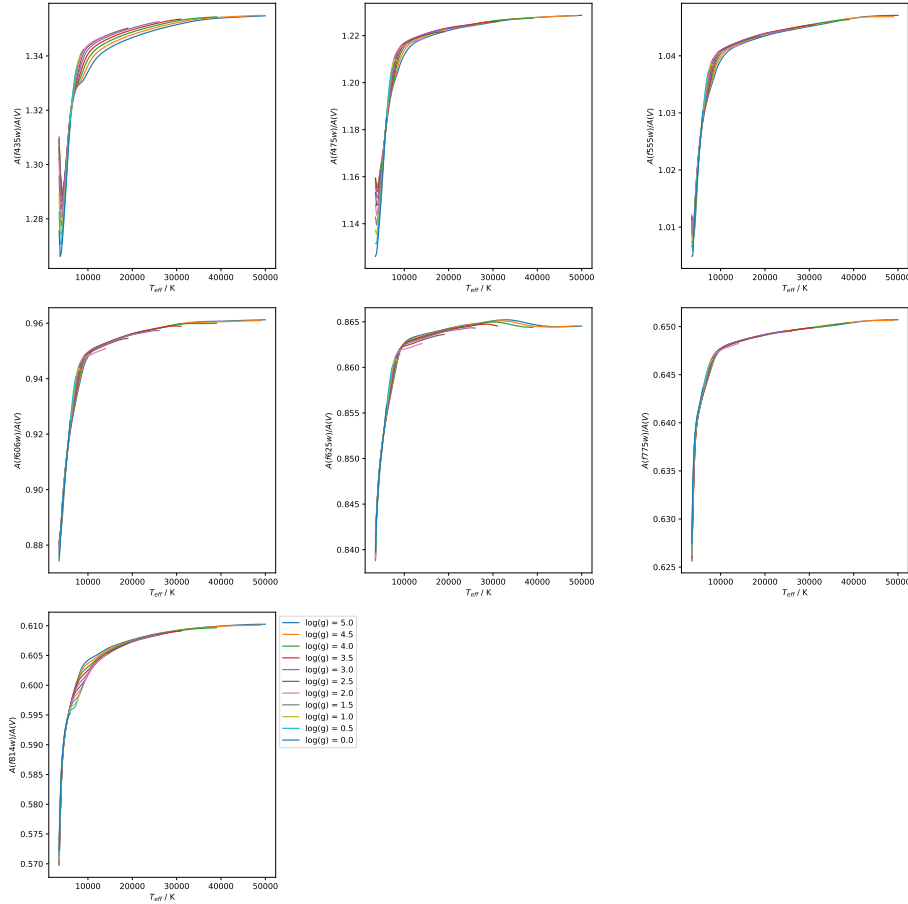 1.34
1.32
1.30
1.28
A(f435w)/A(V)
10000 20000 30000 40000 50000
T_eff / K
1.22
1.20
1.18
1.16
1.14
A(f475w)/A(V)
10000 20000 30000 40000 50000
T_eff / K
1.04
1.03
1.02
1.01
A(f555w)/A(V)
10000 20000 30000 40000 50000
T_eff / K
0.96
0.94
0.92
0.90
0.88
A(f606w)/A(V)
10000 20000 30000 40000 50000
T_eff / K
0.865
0.860
0.855
0.850
0.845
0.840
A(f625w)/A(V)
10000 20000 30000 40000 50000
T_eff / K
0.650
0.645
0.640
0.635
0.630
0.625
A(f775w)/A(V)
10000 20000 30000 40000 50000
T_eff / K
0.610
0.605
0.600
0.595
0.590
0.585
0.580
0.575
0.570
A(f814w)/A(V)
10000 20000 30000 40000 50000
T_eff / K
log(g) = 5.0
log(g) = 4.5
log(g) = 4.0
log(g) = 3.5
log(g) = 3.0
log(g) = 2.5
log(g) = 2.0
log(g) = 1.5
log(g) = 1.0
log(g) = 0.5
log(g) = 0.0